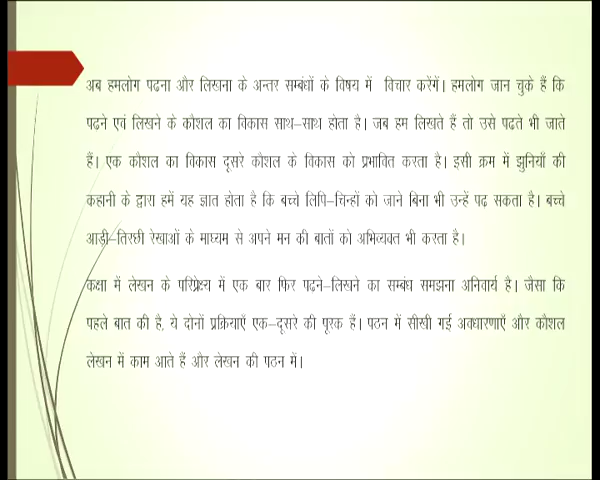 अब हमलोग पढना और लिखना के अन्तर सम्बंधों के विषय में विचार करेंगें। हमलोग जान चुके हैं कि
पढ़ने एवं लिखने के कौशल का विकास साथ–साथ होता है। जब हम लिखते हैं तो उसे पढते भी जाते
हैं। एक कौशल का विकास दूसरे कौशल के विकास को प्रभावित करता है। इसी क्रम में झुनियाँ की
कहानी के द्वारा हमें यह ज्ञात होता है कि बच्चे लिपि–चिन्हों को जाने बिना भी उन्हें पढ़ सकता है। बच्चे
आड़ी–तिरछी रेखाओं के माध्यम से अपने मन की बातों को अभिव्यक्त भी करता है।
कक्षा में लेखन के परिप्रेक्ष्य में एक बार फिर पढ़ने–लिखने का सम्बंध समझना अनिवार्य है। जैसा कि
पहले बात की है, ये दोनों प्रक्रियाएँ एक–दूसरे की पूरक हैं। पठन में सीखी गई अवधारणाएँ और कौशल
लेखन में काम आते हैं और लेखन की पठन में।